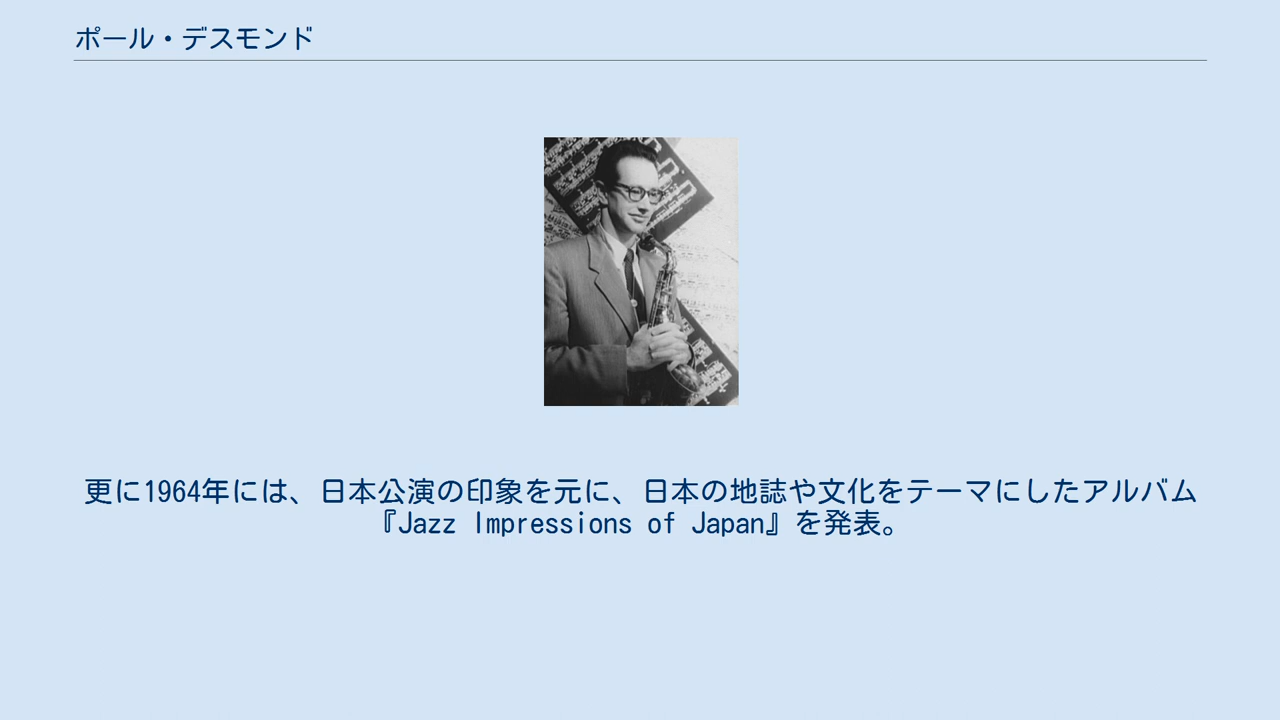 ポール・デスモンド
更に1964年には、日本公演の印象を元に、日本の地誌や文化をテーマにしたアルバム
『Jazz Impressions of Japan』を発表。